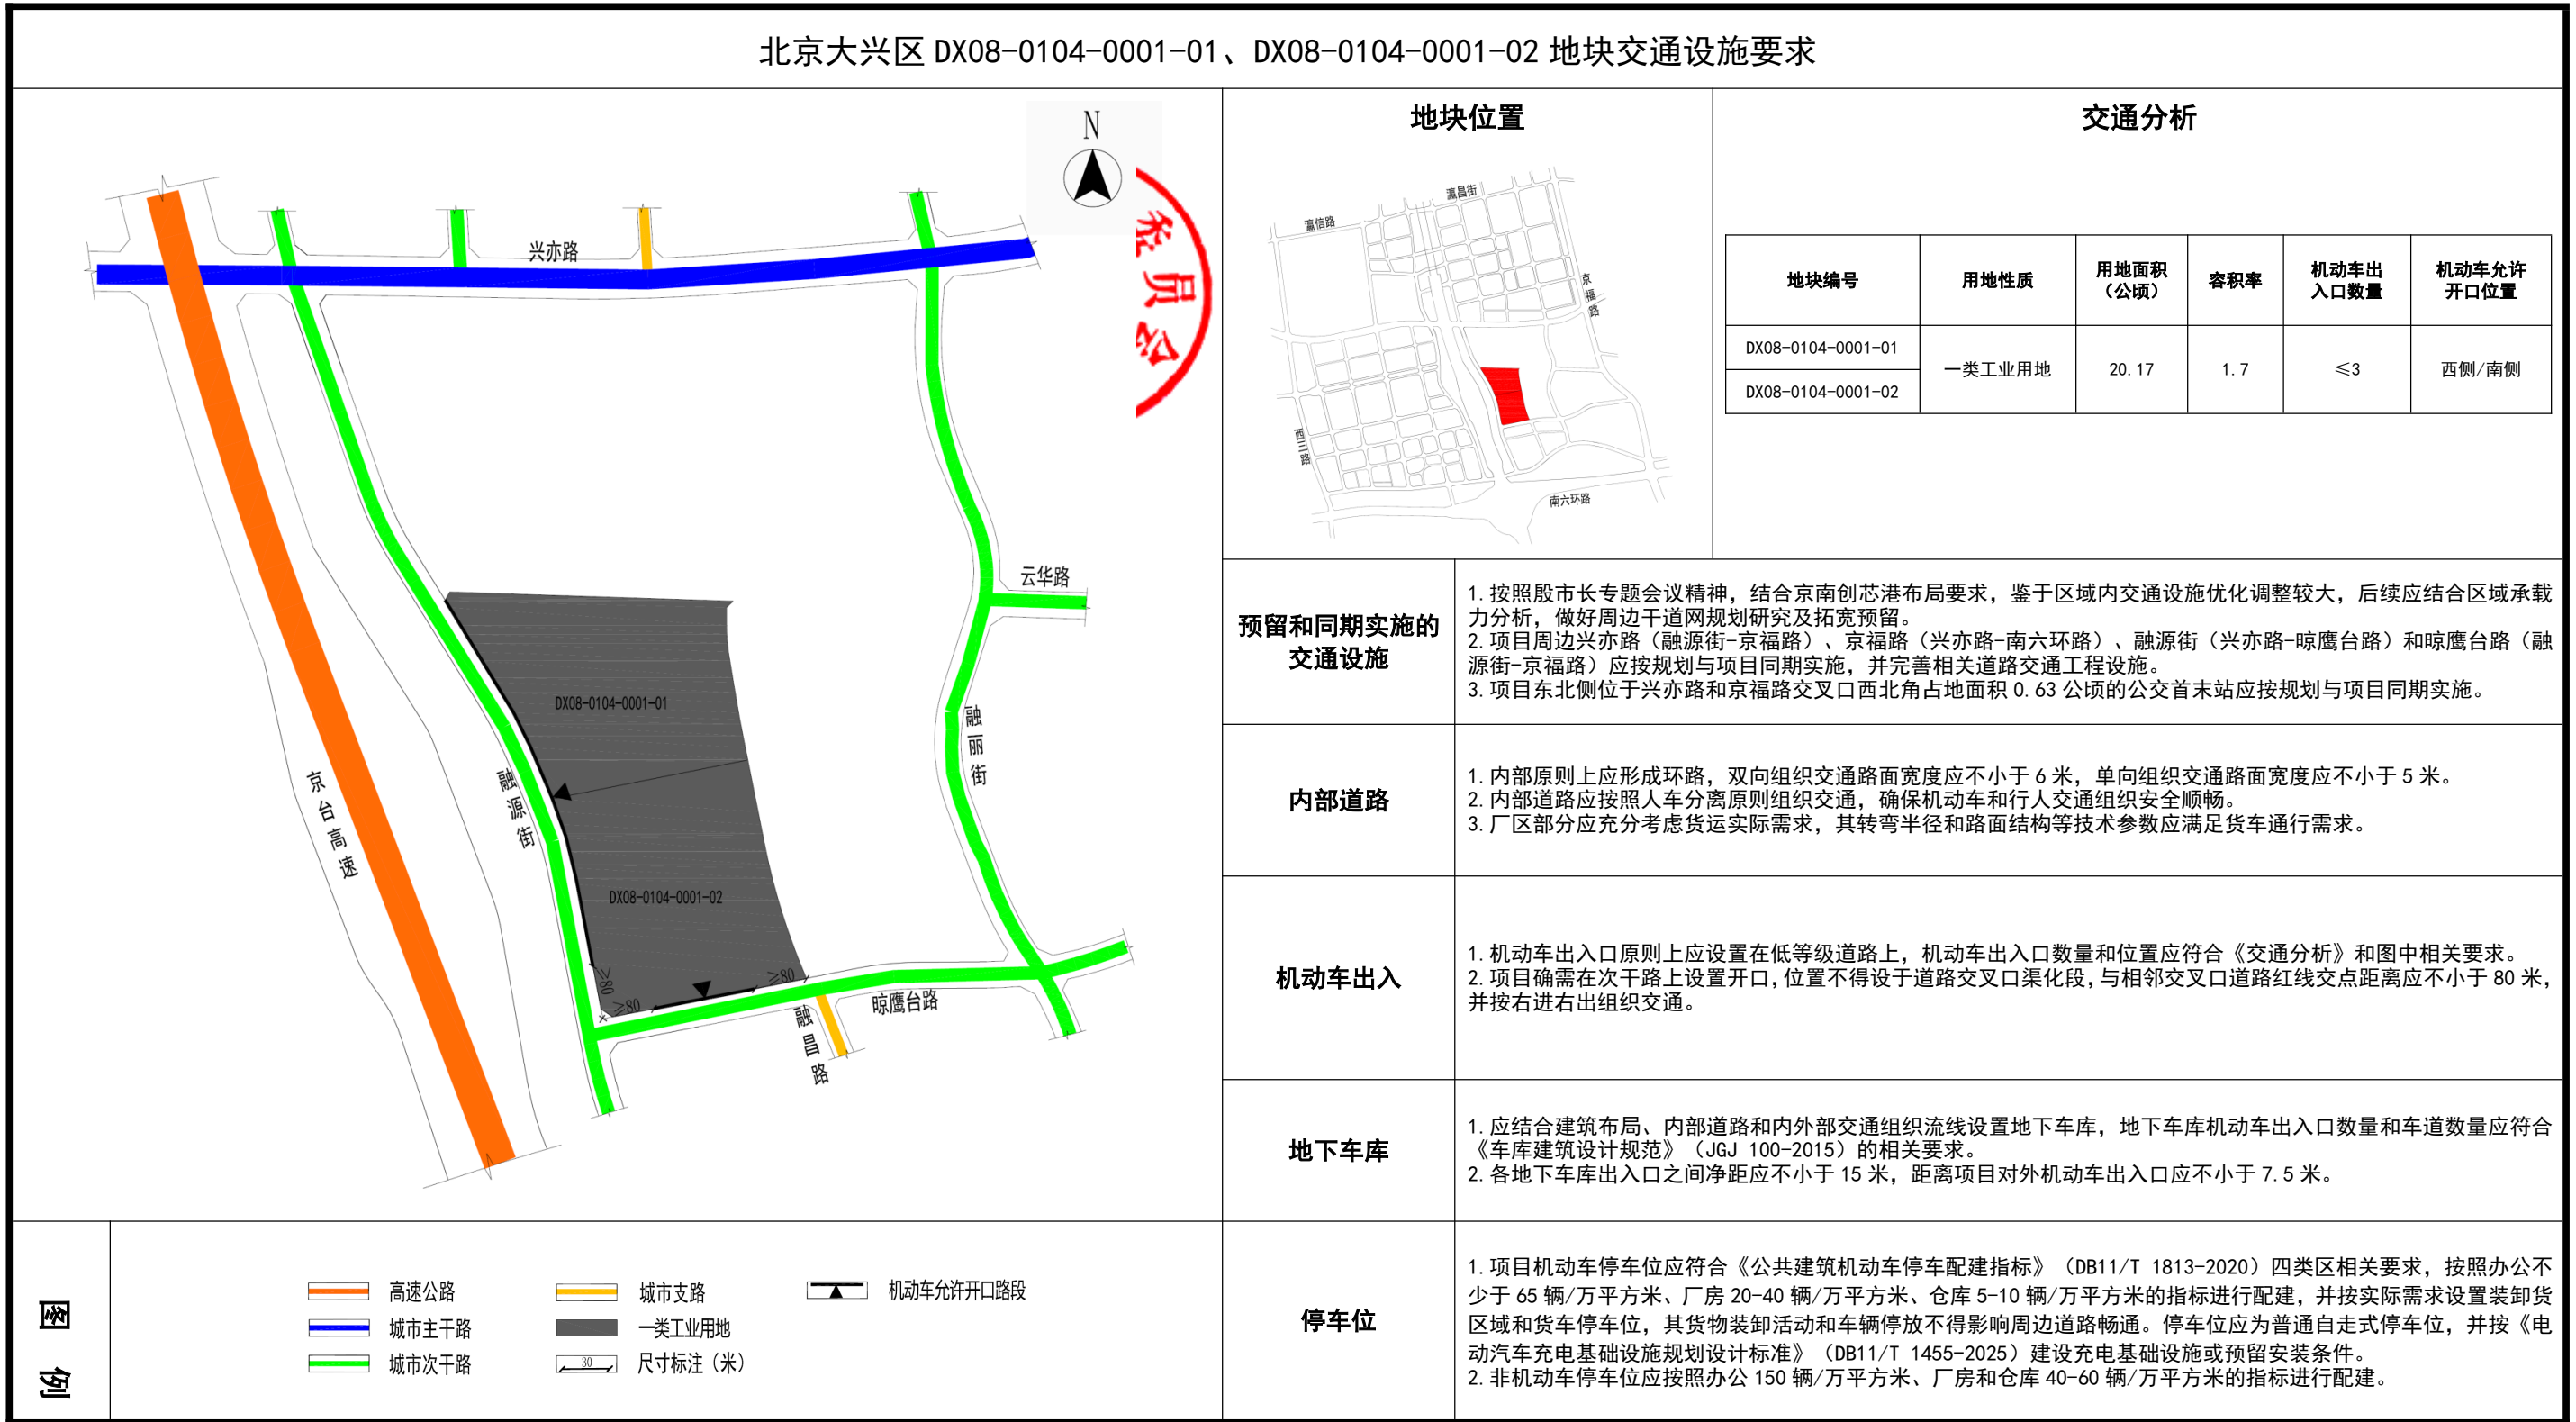 北京大兴区 DX08-0104-0001-01、DX08-0104-0001-02 地块交通设施要求
N
兴亦路
云华路
融丽街
京台高速
融源街
DX08-0104-0001-01
DX08-0104-0001-02
≥80
≥80
≥80
晾鹰台路
融昌路
委员会
地块位置
瀛昌街
瀛信路
京福路
西三路
南六环路
交通分析
地块编号 用地性质 用地面积（公顷） 容积率 机动车出入口数量 机动车允许开口位置
DX08-0104-0001-01
一类工业用地 20.17 1.7 ≤3 西侧/南侧
DX08-0104-0001-02
预留和同期实施的交通设施
1.按照殷市长专题会议精神，结合京南创芯港布局要求，鉴于区域内交通设施优化调整较大，后续应结合区域承载
力分析，做好周边干道网规划研究及拓宽预留。
2.项目周边兴亦路（融源街-京福路）、京福路（兴亦路-南六环路）、融源街（兴亦路-晾鹰台路）和晾鹰台路（融
源街-京福路）应按规划与项目同期实施，并完善相关道路交通工程设施。
3.项目东北侧位于兴亦路和京福路交叉口西北角占地面积 0.63 公顷的公交首末站应按规划与项目同期实施。
内部道路
1.内部原则上应形成环路，双向组织交通路面宽度应不小于 6 米，单向组织交通路面宽度应不小于 5 米。
2.内部道路应按照人车分离原则组织交通，确保机动车和行人交通组织安全顺畅。
3.厂区部分应充分考虑货运实际需求，其转弯半径和路面结构等技术参数应满足货车通行需求。
机动车出入
1.机动车出入口原则上应设置在低等级道路上，机动车出入口数量和位置应符合《交通分析》和图中相关要求。
2.项目确需在次干路上设置开口，位置不得设于道路交叉口渠化段，与相邻交叉口道路红线交点距离应不小于 80 米，
并按右进右出组织交通。
地下车库
1.应结合建筑布局、内部道路和内外部交通组织流线设置地下车库，地下车库机动车出入口数量和车道数量应符合
《车库建筑设计规范》（JGJ 100-2015）的相关要求。
2.各地下车库出入口之间净距应不小于 15 米，距离项目对外机动车出入口应不小于 7.5 米。
停车位
1.项目机动车停车位应符合《公共建筑机动车停车配建指标》（DB11/T 1813-2020）四类区相关要求，按照办公不
少于 65 辆/万平方米、厂房 20-40 辆/万平方米、仓库 5-10 辆/万平方米的指标进行配建，并按实际需求设置装卸货
区域和货车停车位，其货物装卸活动和车辆停放不得影响周边道路畅通。停车位应为普通自走式停车位，并按《电
动汽车充电基础设施规划设计标准》（DB11/T 1455-2025）建设充电基础设施或预留安装条件。
2.非机动车停车位应按照办公 150 辆/万平方米、厂房和仓库 40-60 辆/万平方米的指标进行配建。
图例
高速公路
城市主干路
城市次干路
城市支路
一类工业用地
30
尺寸标注（米）
机动车允许开口路段